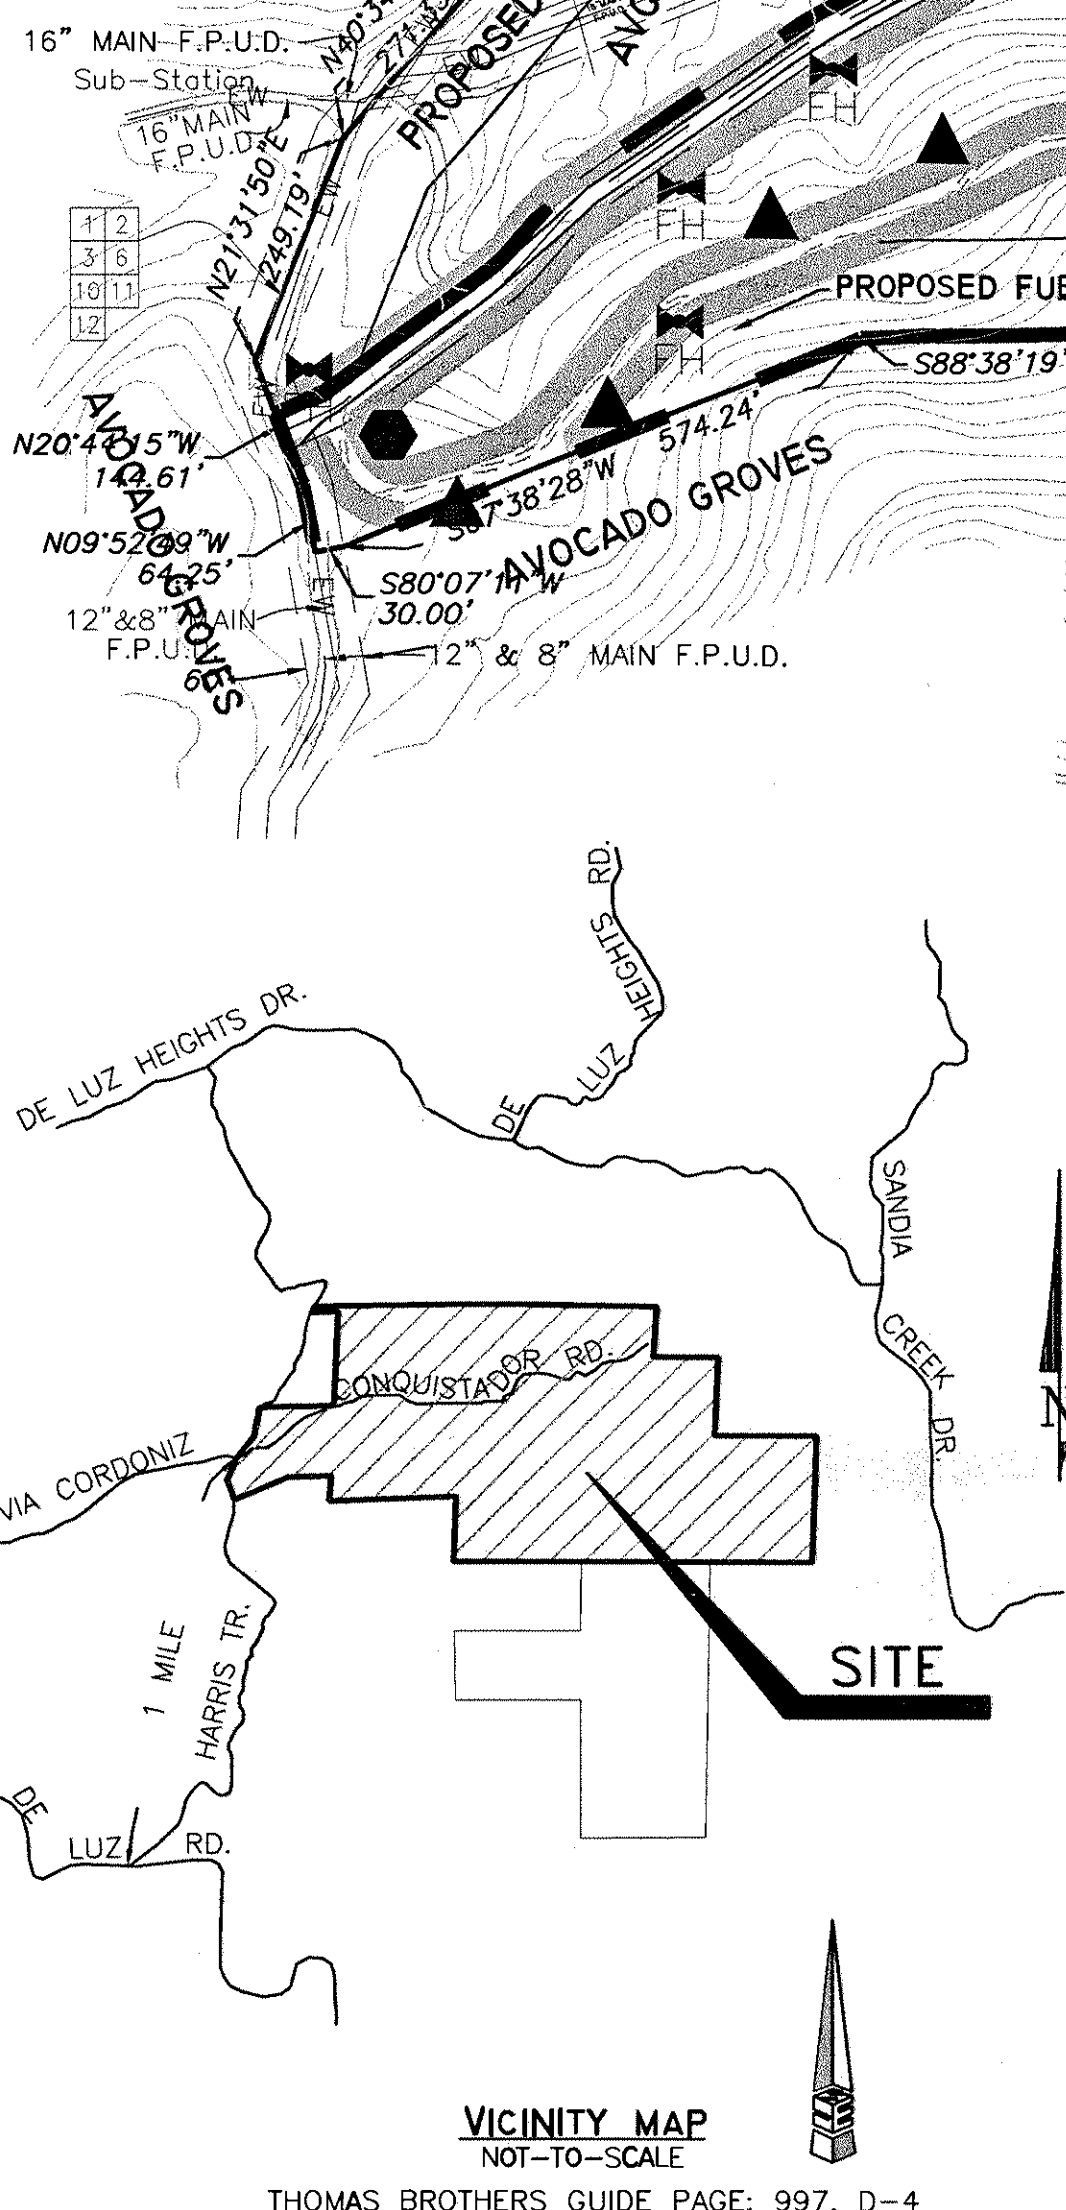 16" MAIN F.P.U.D.
Sub-Station
EW
16"MAIN
F.P.U.D.
N21°31'50"E
249.19'
EW
PROPOSED
1 2
3 6
10 11
12
FH
FH
FH
PROPOSED FUE
S88°38'19"
574.24'
AVOCADO GROVES
N20°44'15"W
144.61'
N09°52'49"W
64.25'
38'28"W
AVOCADO GROVES
S80°07'11"W
30.00'
EW
12"&8" MAIN
F.P.U.D.
12" & 8" MAIN F.P.U.D.
DE LUZ HEIGHTS RD.
DE LUZ HEIGHTS DR.
SANDIA CREEK DR.
CONQUISTADOR RD.
VIA CORDONIZ
N
1 MILE
HARRIS TR.
SITE
DE LUZ RD.
VICINITY MAP
NOT-TO-SCALE
THOMAS BROTHERS GUIDE PAGE: 997, D-4